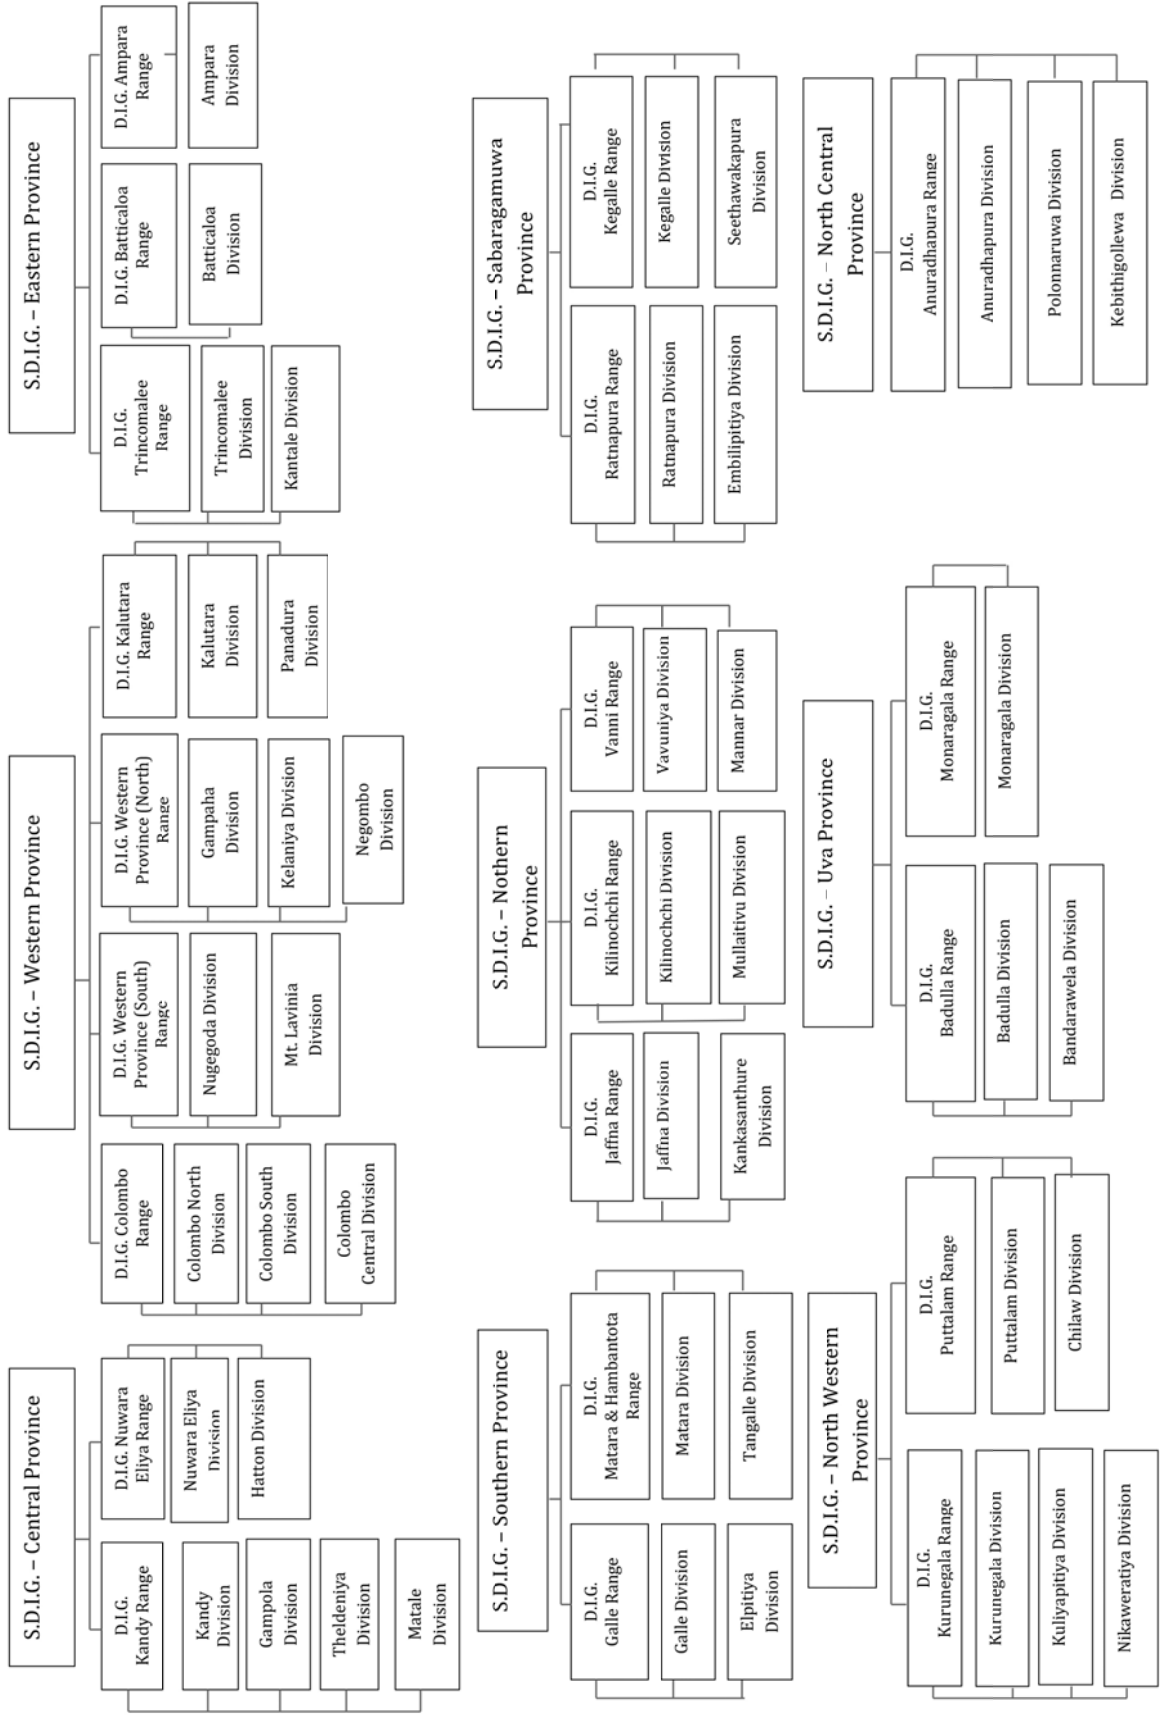 S.D.I.G. – Central Province
D.I.G.
Kandy Range
Kandy
Division
Gampola
Division
Theldeniya
Division
Matale
Division
D.I.G. Nuwara
Eliya Range
Nuwara Eliya
Division
Hatton Division
S.D.I.G. – Western Province
D.I.G. Colombo
Range
Colombo North
Division
Colombo South
Division
Colombo
Central Division
D.I.G. Western
Province (South)
Range
Nugegoda Division
Mt. Lavinia
Division
D.I.G. Western
Province (North)
Range
Gampaha
Division
Kelaniya Division
Negombo
Division
D.I.G. Kalutara
Range
Kalutara
Division
Panadura
Division
S.D.I.G. – Eastern Province
D.I.G.
Trincomalee
Range
Trincomalee
Division
Kantale Division
D.I.G. Batticaloa
Range
Batticaloa
Division
D.I.G. Ampara
Range
Ampara
Division
S.D.I.G. – Southern Province
D.I.G.
Galle Range
Galle Division
Elpitiya
Division
D.I.G.
Matara & Hambantota
Range
Matara Division
Tangalle Division
S.D.I.G. – Nothern
Province
D.I.G.
Jaffna Range
Jaffna Division
Kankasanthure
Division
D.I.G.
Kilinochchi Range
Kilinochchi Division
Mullaitivu Division
D.I.G.
Vanni Range
Vavuniya Division
Mannar Division
S.D.I.G. – Sabaragamuwa
Province
D.I.G.
Ratnapura Range
Ratnapura Division
Embilipitiya Division
D.I.G.
Kegalle Range
Kegalle Division
Seethawakapura
Division
S.D.I.G. – North Western
Province
D.I.G.
Kurunegala Range
Kurunegala Division
Kuliyapitiya Division
Nikaweratiya Division
D.I.G.
Puttalam Range
Puttalam Division
Chilaw Division
S.D.I.G. – Uva Province
D.I.G.
Badulla Range
Badulla Division
Bandarawela Division
D.I.G.
Monaragala Range
Monaragala Division
S.D.I.G. – North Central
Province
D.I.G.
Anuradhapura Range
Anuradhapura Division
Polonnaruwa Division
Kebithigollewa Division